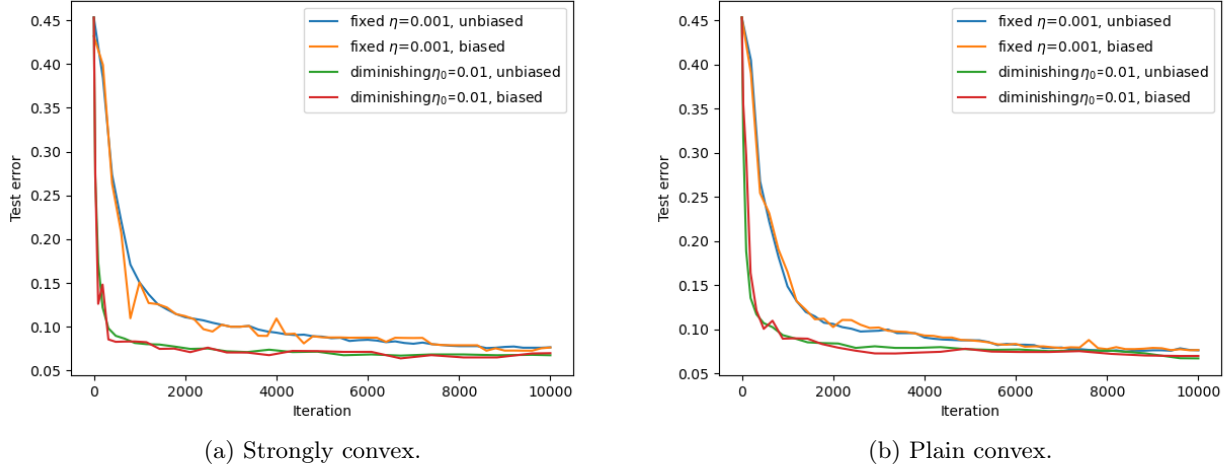 0.45
0.40
0.35
0.30
0.25
0.20
0.15
0.10
0.05
Test error
0
2000
4000
6000
8000
10000
Iteration
fixed η=0.001, unbiased
fixed η=0.001, biased
diminishingη₀=0.01, unbiased
diminishingη₀=0.01, biased
(a) Strongly convex.
0.45
0.40
0.35
0.30
0.25
0.20
0.15
0.10
0.05
Test error
0
2000
4000
6000
8000
10000
Iteration
fixed η=0.001, unbiased
fixed η=0.001, biased
diminishingη₀=0.01, unbiased
diminishingη₀=0.01, biased
(b) Plain convex.